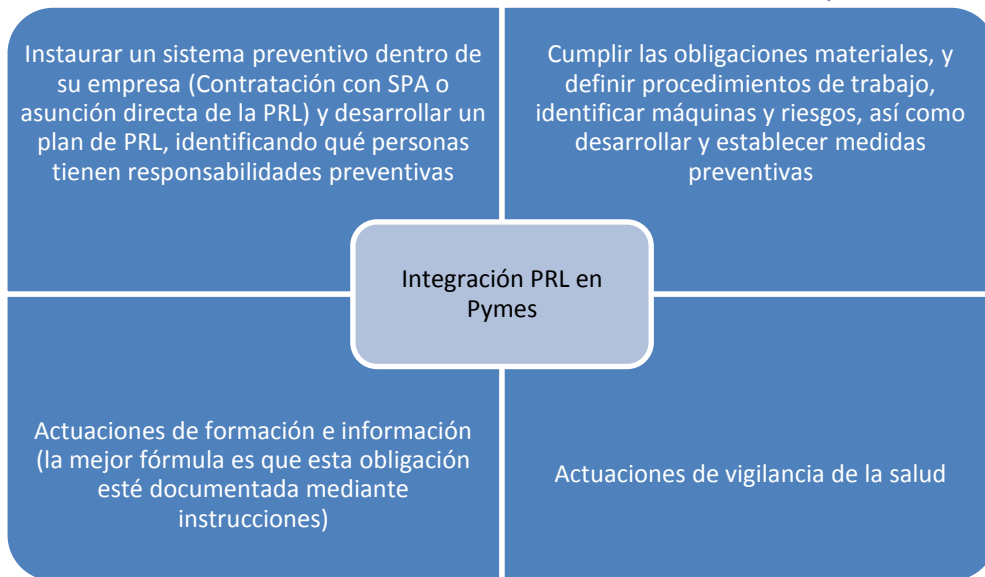 Instaurar un sistema preventivo dentro de
su empresa (Contratación con SPA o
asunción directa de la PRL) y desarrollar un
plan de PRL, identificando qué personas
tienen responsabilidades preventivas
Cumplir las obligaciones materiales, y
definir procedimientos de trabajo,
identificar máquinas y riesgos, así como
desarrollar y establecer medidas
preventivas
Integración PRL en
Pymes
Actuaciones de formación e información
(la mejor fórmula es que esta obligación
esté documentada mediante
instrucciones)
Actuaciones de vigilancia de la salud